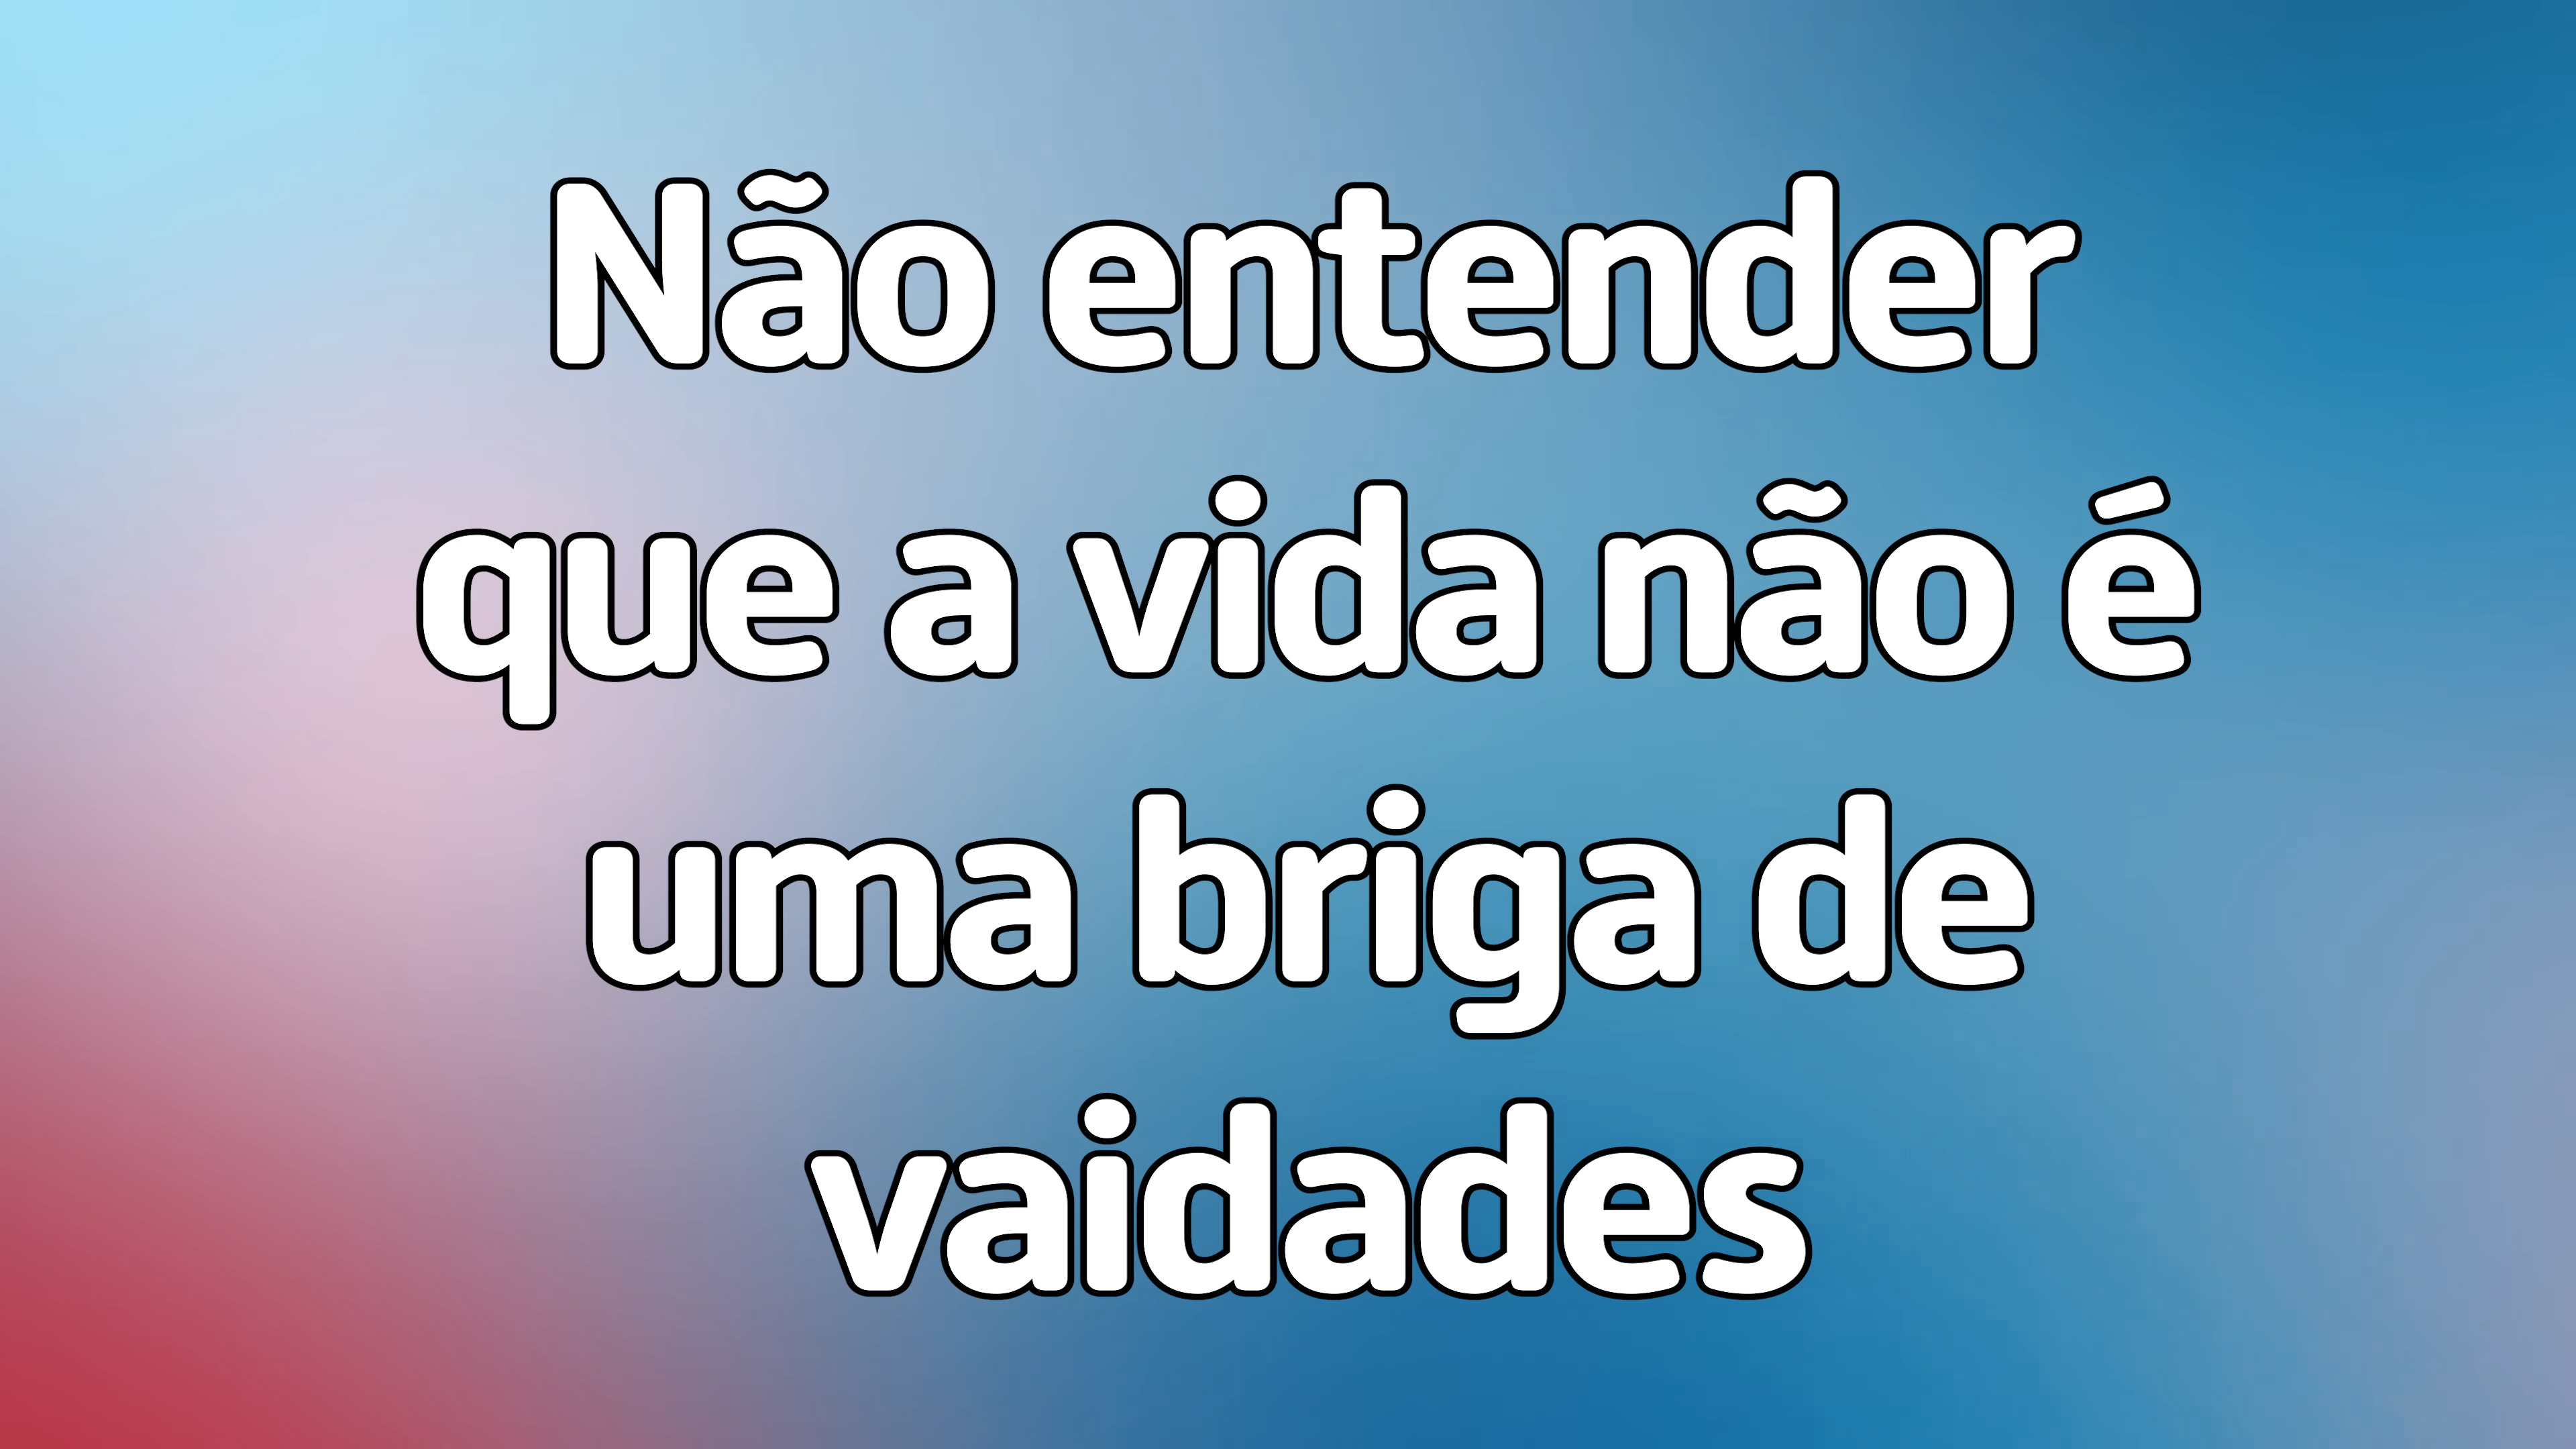 Não entender
que a vida não é
uma briga de
vaidades